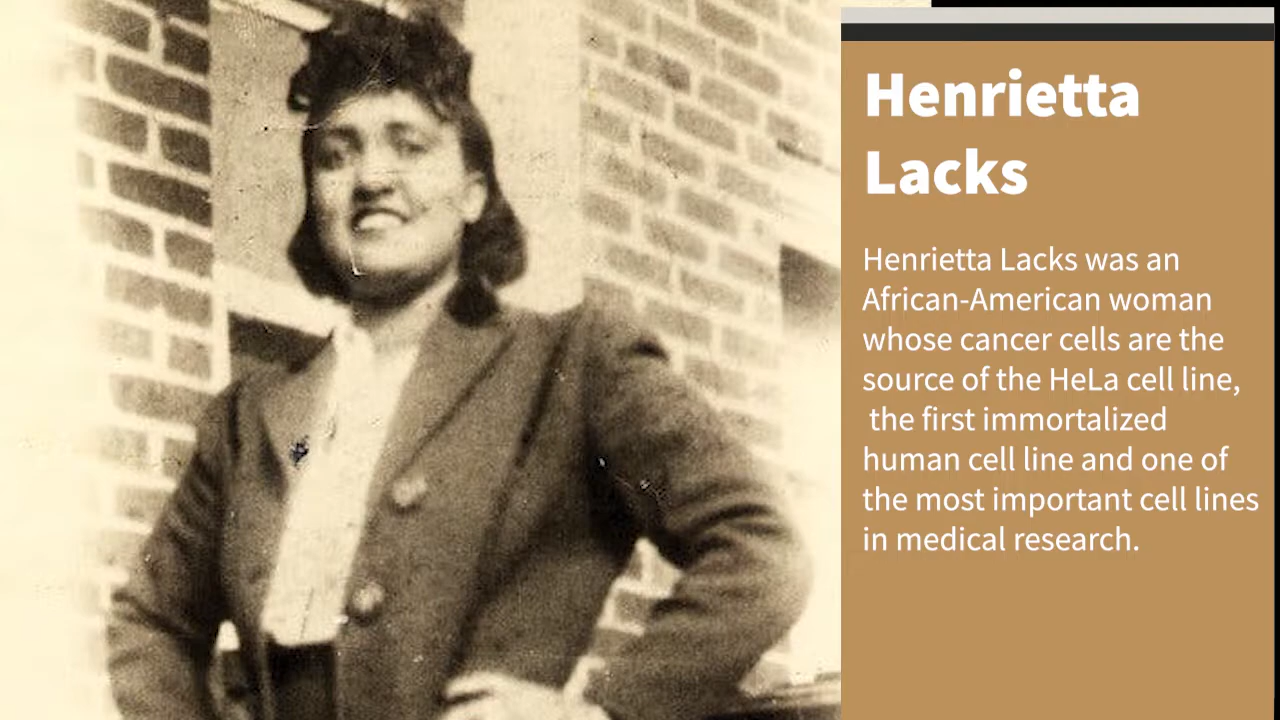 Henrietta
Lacks
Henrietta Lacks was an
African-American woman
whose cancer cells are the
source of the HeLa cell line,
the first immortalized
human cell line and one of
the most important cell lines
in medical research.